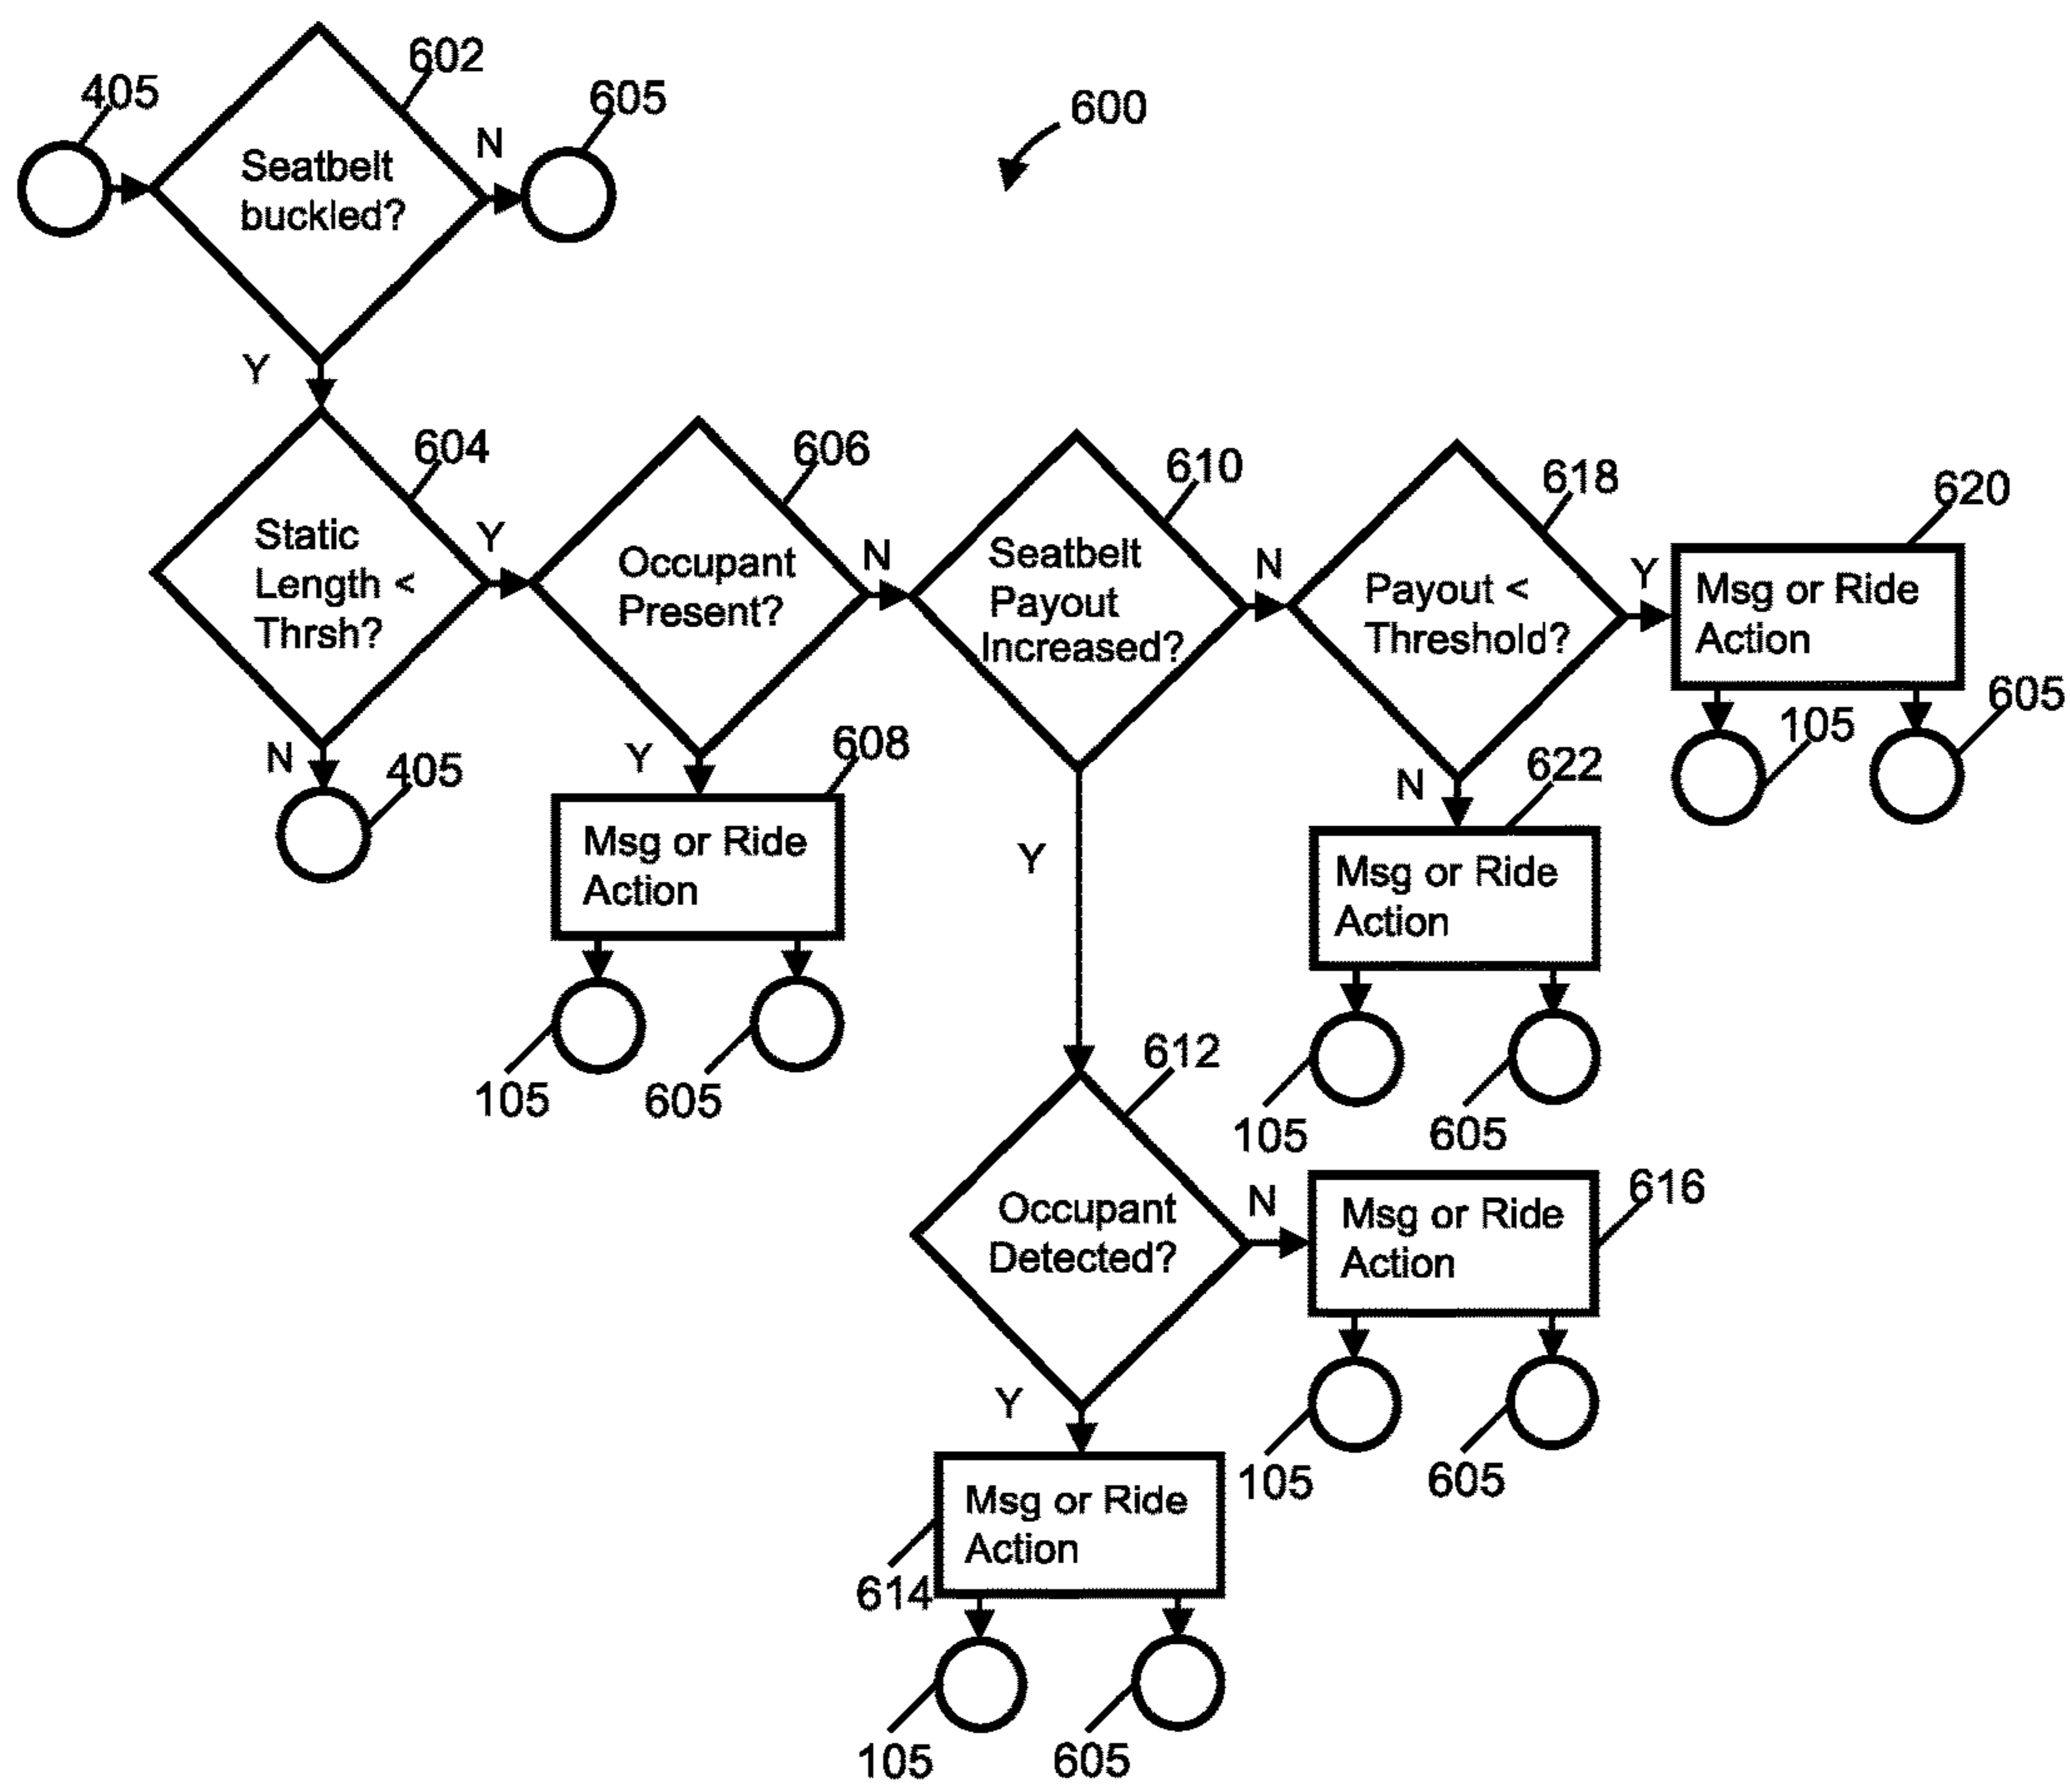 602
405
605
600
N
Seatbelt
buckled?
Y
604
606
610
618
620
Static
Length <
Thrsh?
Y
Occupant
Present?
N
Seatbelt
Payout
Increased?
N
Payout <
Threshold?
Y
Msg or Ride
Action
605
105
N
405
Y
608
Msg or Ride
Action
105
605
Y
N
622
Msg or Ride
Action
105
605
612
Occupant
Detected?
N
616
Msg or Ride
Action
105
605
Y
614
Msg or Ride
Action
105
605